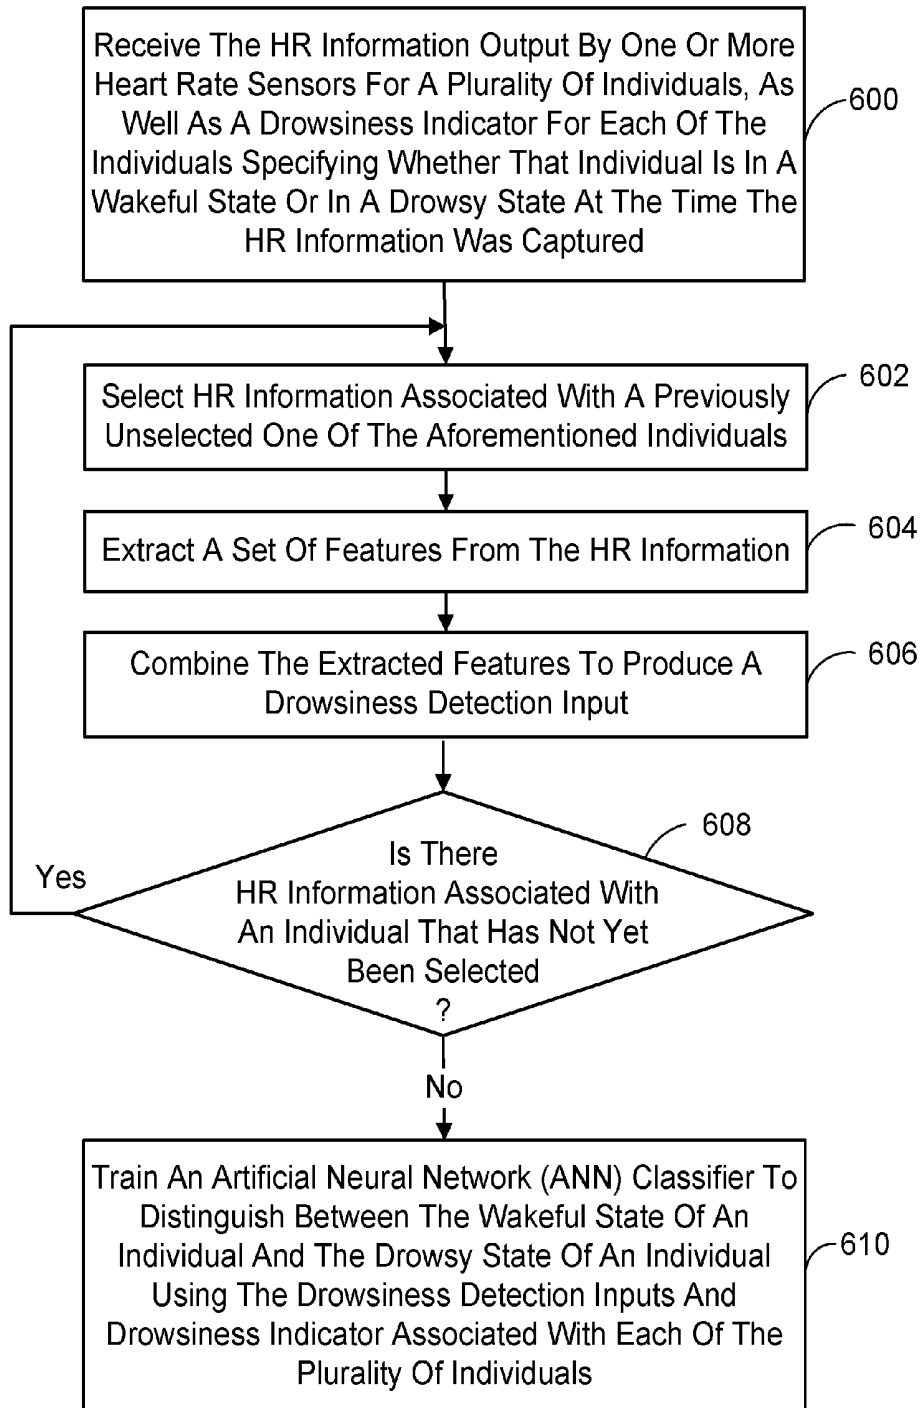 Receive The HR Information Output By One Or More
Heart Rate Sensors For A Plurality Of Individuals, As
Well As A Drowsiness Indicator For Each Of The
Individuals Specifying Whether That Individual Is In A
Wakeful State Or In A Drowsy State At The Time The
HR Information Was Captured
600
Select HR Information Associated With A Previously
Unselected One Of The Aforementioned Individuals
602
Extract A Set Of Features From The HR Information
604
Combine The Extracted Features To Produce A
Drowsiness Detection Input
606
608
Is There
HR Information Associated With
An Individual That Has Not Yet
Been Selected
?
Yes
No
Train An Artificial Neural Network (ANN) Classifier To
Distinguish Between The Wakeful State Of An
Individual And The Drowsy State Of An Individual
Using The Drowsiness Detection Inputs And
Drowsiness Indicator Associated With Each Of The
Plurality Of Individuals
610